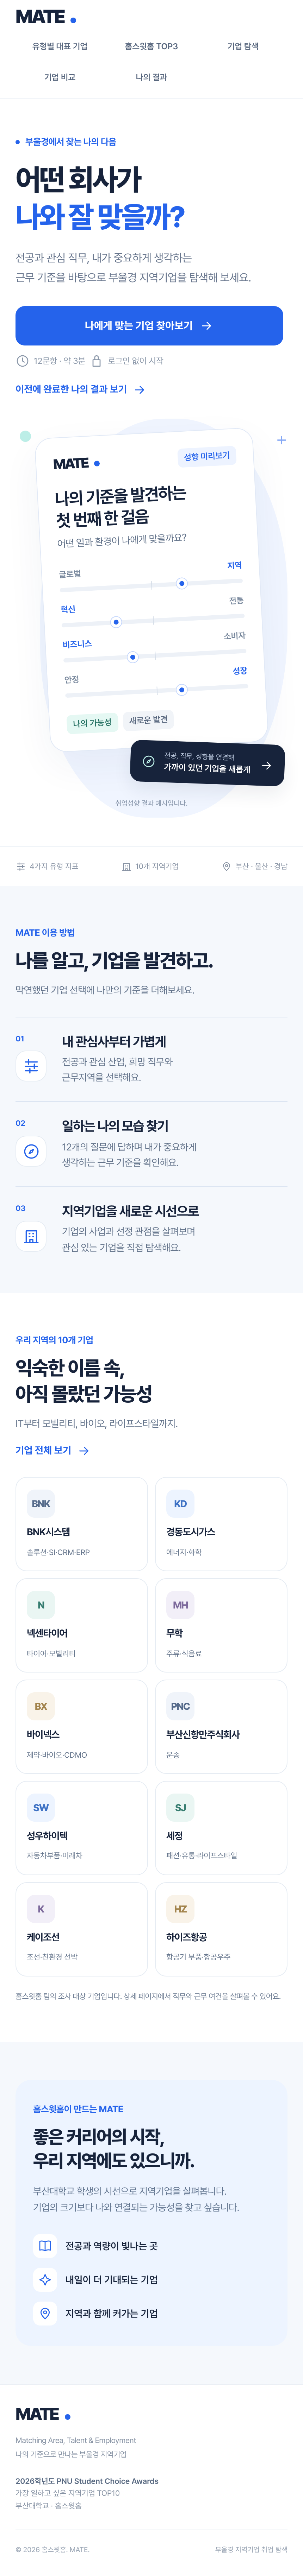 MATE
유형별 대표 기업
홈스윗홈 TOP3
기업 탐색
기업 비교
나의 결과
부울경에서 찾는 나의 다음
어떤 회사가
나와 잘 맞을까?
전공과 관심 직무, 내가 중요하게 생각하는
근무 기준을 바탕으로 부울경 지역기업을 탐색해 보세요.
나에게 맞는 기업 찾아보기
12문항 · 약 3분
로그인 없이 시작
이전에 완료한 나의 결과 보기
MATE
성향 미리보기
나의 기준을 발견하는
첫 번째 한 걸음
어떤 일과 환경이 나에게 맞을까요?
글로벌
지역
혁신
전통
비즈니스
소비자
안정
성장
나의 가능성
새로운 발견
전공, 직무, 성향을 연결해
가까이 있던 기업을 새롭게
취업성향 결과 예시입니다.
4가지 유형 지표
10개 지역기업
부산 · 울산 · 경남
MATE 이용 방법
나를 알고, 기업을 발견하고.
막연했던 기업 선택에 나만의 기준을 더해보세요.
01
내 관심사부터 가볍게
전공과 관심 산업, 희망 직무와
근무지역을 선택해요.
02
일하는 나의 모습 찾기
12개의 질문에 답하며 내가 중요하게
생각하는 근무 기준을 확인해요.
03
지역기업을 새로운 시선으로
기업의 사업과 선정 관점을 살펴보며
관심 있는 기업을 직접 탐색해요.
우리 지역의 10개 기업
익숙한 이름 속,
아직 몰랐던 가능성
IT부터 모빌리티, 바이오, 라이프스타일까지.
기업 전체 보기
BNK
BNK시스템
솔루션·SI·CRM·ERP
KD
경동도시가스
에너지·화학
N
넥센타이어
타이어·모빌리티
MH
무학
주류·식음료
BX
바이넥스
제약·바이오·CDMO
PNC
부산신항만주식회사
운송
SW
성우하이텍
자동차부품·미래차
SJ
세정
패션·유통·라이프스타일
K
케이조선
조선·친환경 선박
HZ
하이즈항공
항공기 부품·항공우주
홈스윗홈 팀의 조사 대상 기업입니다. 상세 페이지에서 직무와 근무 여건을 살펴볼 수 있어요.
홈스윗홈이 만드는 MATE
좋은 커리어의 시작,
우리 지역에도 있으니까.
부산대학교 학생의 시선으로 지역기업을 살펴봅니다.
기업의 크기보다 나와 연결되는 가능성을 찾고 싶습니다.
전공과 역량이 빛나는 곳
내일이 더 기대되는 기업
지역과 함께 커가는 기업
MATE
Matching Area, Talent & Employment
나의 기준으로 만나는 부울경 지역기업
2026학년도 PNU Student Choice Awards
가장 일하고 싶은 지역기업 TOP10
부산대학교 · 홈스윗홈
© 2026 홈스윗홈. MATE.
부울경 지역기업 취업 탐색